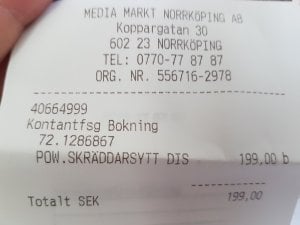 MEDIA MARKT NORRKÖPING AB
Koppargatan 30
602 23 NORRKÖPING
TEL: 0770-77 87 87
ORG. NR. 556716-2978
40664999
Kontantfsg Bokning
72.1286867
POW.SKRÄDDARSYTT DIS 199,00 b
Totalt SEK 199,00